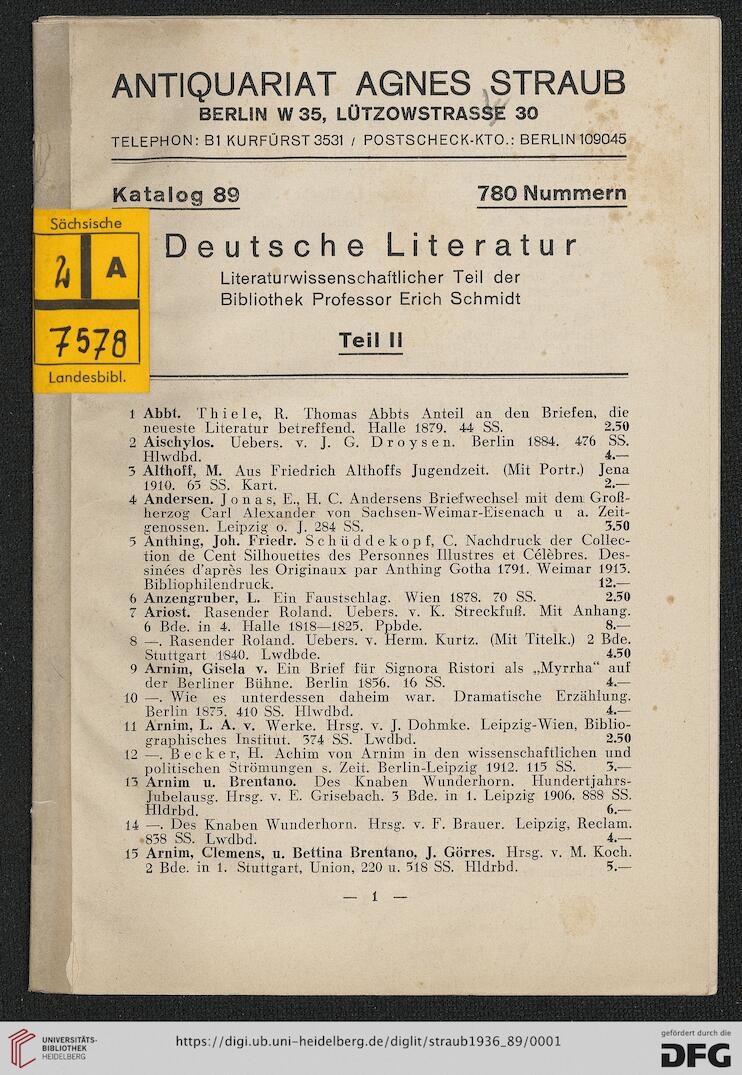 ANTIQUARIAT AGNES STRAUB
BERLIN W 35, LÜTZOWSTRASSE 30
TELEPHON: B1 KURFÜRST 3531 / POSTSCHECK-KTO.: BERLIN 109045
Katalog 89 780 Nummern
Sächsische
2 A
7578
Landesbibl.
Deutsche Literatur
Literaturwissenschaftlicher Teil der
Bibliothek Professor Erich Schmidt
Teil II
1 Abbt. Thiele, R. Thomas Abbts Anteil an den Briefen, die
neueste Literatur betreffend. Halle 1879. 44 SS. 2.50
2 Aischylos. Uebers. v. J. G. Droysen. Berlin 1884. 476 SS.
Hlwdbd. 4.—
3 Althoff, M. Aus Friedrich Althoffs Jugendzeit. (Mit Portr.) Jena
1910. 65 SS. Kart. 2.—
4 Andersen. Jonas, E., H. C. Andersens Briefwechsel mit dem Groß-
herzog Carl Alexander von Sachsen-Weimar-Eisenach u a. Zeit-
genossen. Leipzig o. J. 284 SS. 3.50
5 Anthing, Joh. Friedr. Schüddekopf, C. Nachdruck der Collec-
tion de Cent Silhouettes des Personnes Illustres et Célèbres. Des-
sinées d'après les Originaux par Anthing Gotha 1791. Weimar 1913.
Bibliophilendruck. 12.—
6 Anzengruber, L. Ein Faustschlag. Wien 1878. 70 SS. 2.50
7 Ariost. Rasender Roland. Uebers. v. K. Streckfuß. Mit Anhang.
6 Bde. in 4. Halle 1818—1825. Ppbde. 8.—
8 —. Rasender Roland. Uebers. v. Herm. Kurtz. (Mit Titelk.) 2 Bde.
Stuttgart 1840. Lwdbde. 4.50
9 Arnim, Gisela v. Ein Brief für Signora Ristori als „Myrrha“ auf
der Berliner Bühne. Berlin 1856. 16 SS. 4.—
10 —. Wie es unterdessen daheim war. Dramatische Erzählung.
Berlin 1875. 410 SS. Hlwdbd. 4.—
11 Arnim, L. A. v. Werke. Hrsg. v. J. Dohmke. Leipzig-Wien, Biblio-
graphisches Institut. 374 SS. Lwdbd. 2.50
12 —. Becker, H. Achim von Arnim in den wissenschaftlichen und
politischen Strömungen s. Zeit. Berlin-Leipzig 1912. 115 SS. 3.—
13 Arnim u. Brentano. Des Knaben Wunderhorn. Hundertjahrs-
Jubelausg. Hrsg. v. E. Grisebach. 3 Bde. in 1. Leipzig 1906. 888 SS.
Hldrbd. 6.—
14 —. Des Knaben Wunderhorn. Hrsg. v. F. Brauer. Leipzig, Reclam.
838 SS. Lwdbd. 4.—
15 Arnim, Clemens, u. Bettina Brentano, J. Görres. Hrsg. v. M. Koch.
2 Bde. in 1. Stuttgart, Union, 220 u. 318 SS. Hldrbd. 5.—
— 1 —
UNIVERSITÄTS-
BIBLIOTHEK
HEIDELBERG
https://digi.ub.uni-heidelberg.de/diglit/straub1936_89/0001
gefördert durch die
DFG